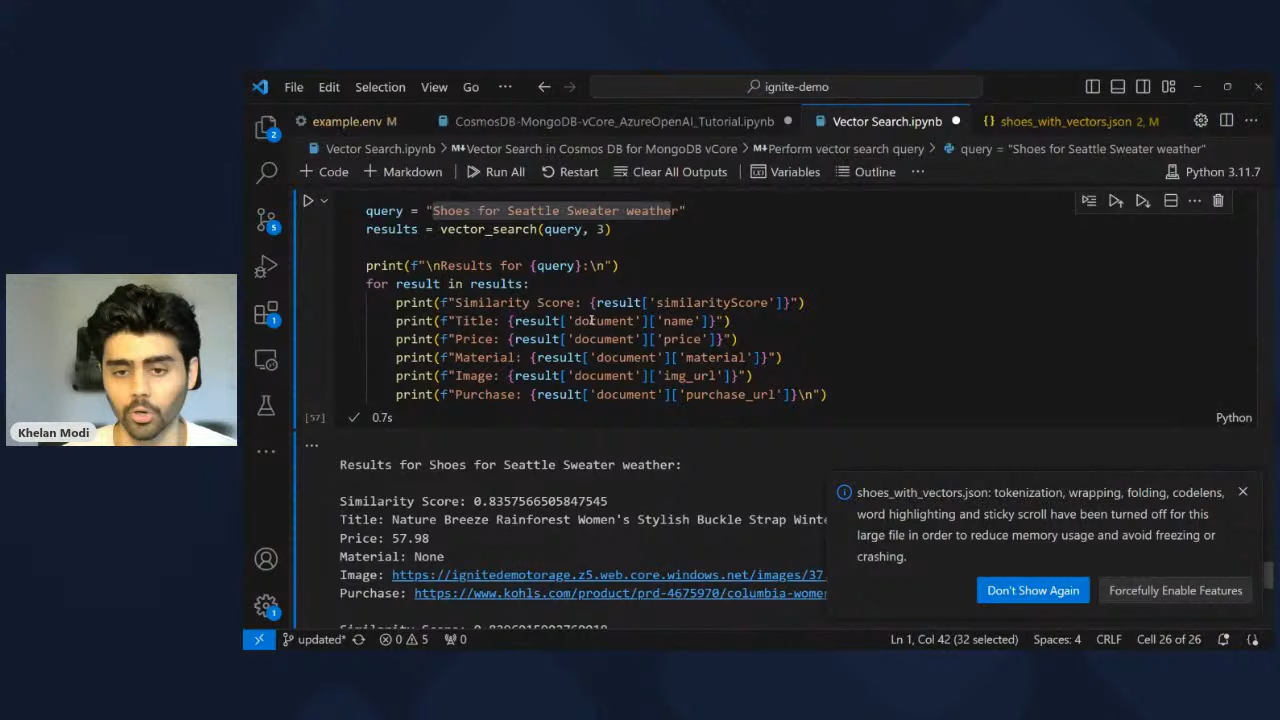 File Edit Selection View Go ··· ignite-demo
example.env M CosmosDB-MongoDB-vCore_AzureOpenAI_Tutorial.ipynb Vector Search.ipynb shoes_with_vectors.json 2, M
Vector Search.ipynb > M↓Vector Search in Cosmos DB for MongoDB vCore > M↓Perform vector search query > query = "Shoes for Seattle Sweater weather"
+ Code + Markdown Run All Restart Clear All Outputs Variables Outline ··· Python 3.11.7
query = "Shoes for Seattle Sweater weather"
results = vector_search(query, 3)
print(f"\nResults for {query}:\n")
for result in results:
print(f"Similarity Score: {result['similarityScore']}")
print(f"Title: {result['document']['name']}")
print(f"Price: {result['document']['price']}")
print(f"Material: {result['document']['material']}")
print(f"Image: {result['document']['img_url']}")
print(f"Purchase: {result['document']['purchase_url']}\n")
[57] 0.7s Python
Khelan Modi
Results for Shoes for Seattle Sweater weather:
Similarity Score: 0.8357566505847545
Title: Nature Breeze Rainforest Women's Stylish Buckle Strap Wint
Price: 57.98
Material: None
Image: https://ignitedemotorage.z5.web.core.windows.net/images/37
Purchase: https://www.kohls.com/product/prd-4675970/columbia-wome
shoes_with_vectors.json: tokenization, wrapping, folding, codelens,
word highlighting and sticky scroll have been turned off for this
large file in order to reduce memory usage and avoid freezing or
crashing.
Don't Show Again Forcefully Enable Features
2
5
1
1
updated* 0 5 0 Ln 1, Col 42 (32 selected) Spaces: 4 CRLF Cell 26 of 26